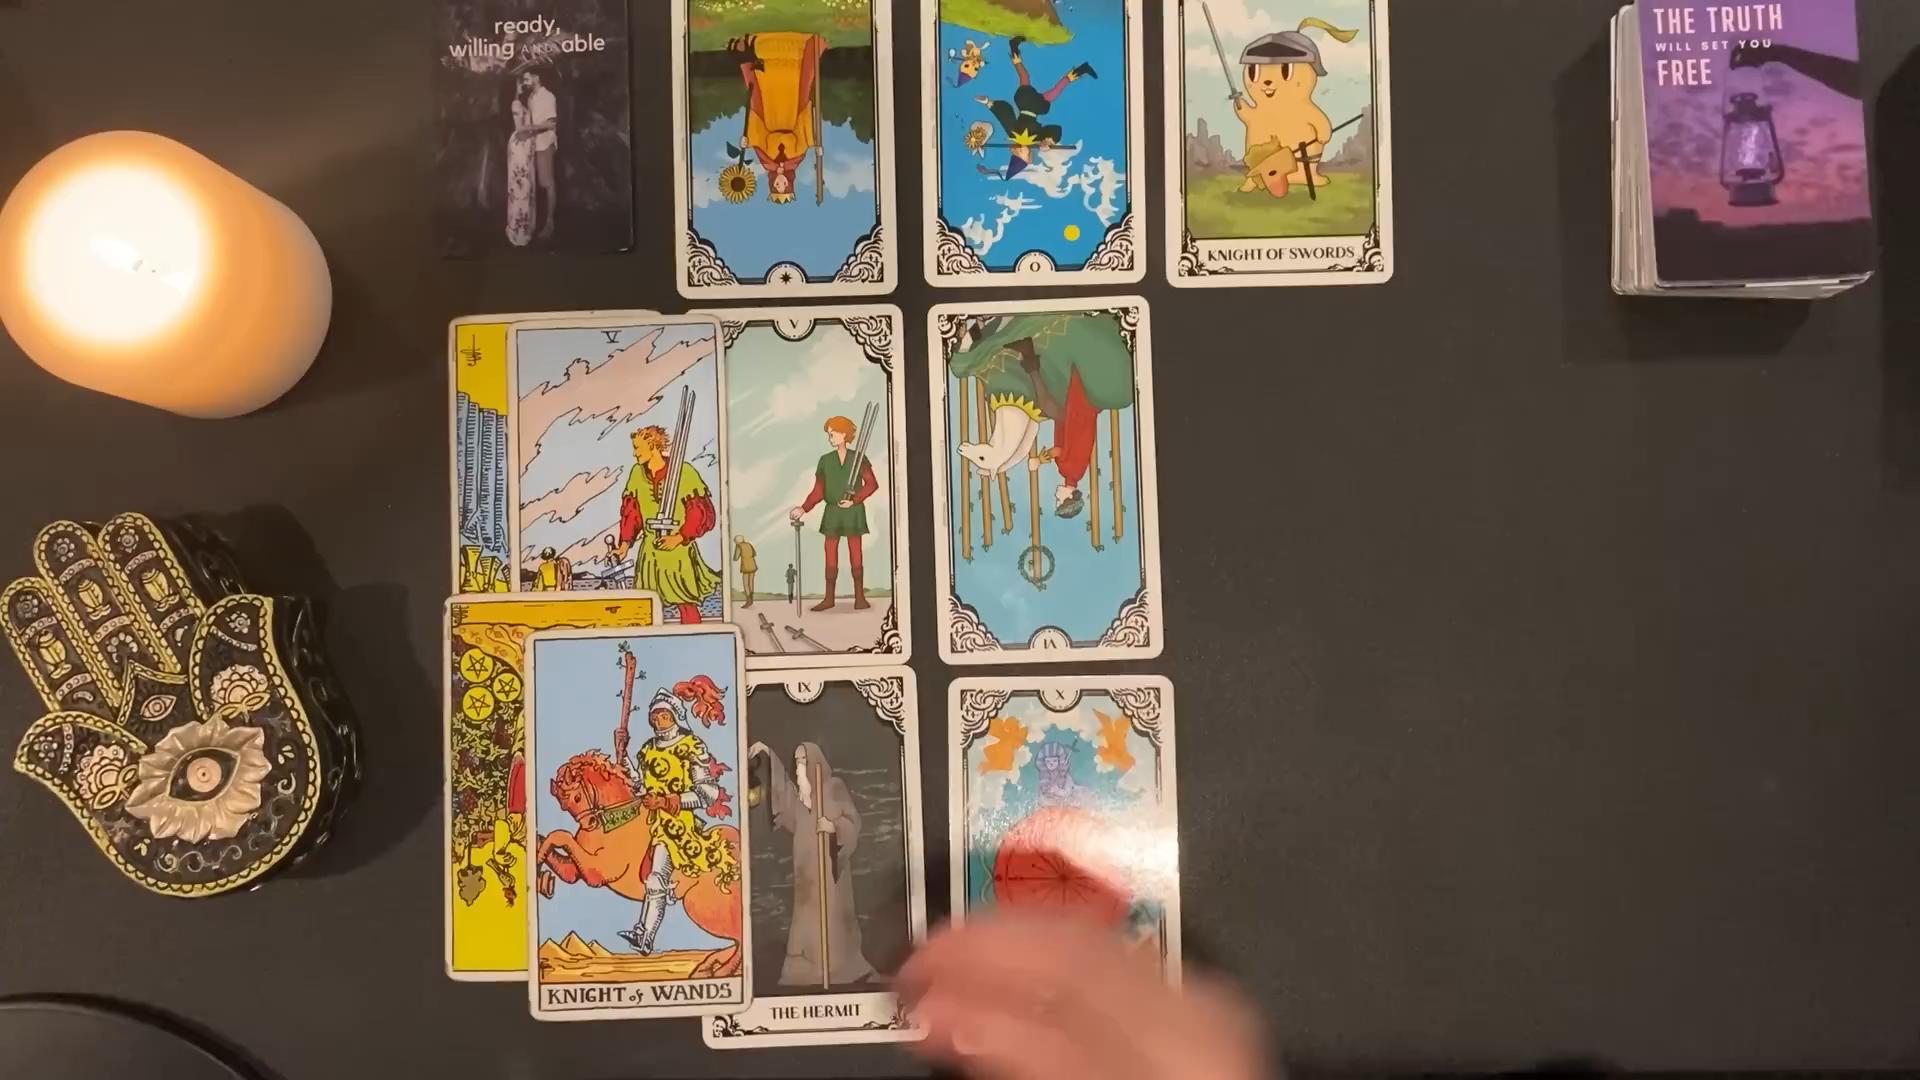 ready,
willing AND able
THE TRUTH
WILL SET YOU
FREE
O
KNIGHT OF SWORDS
V
V
VI
IX
X
KNIGHT of WANDS
THE HERMIT